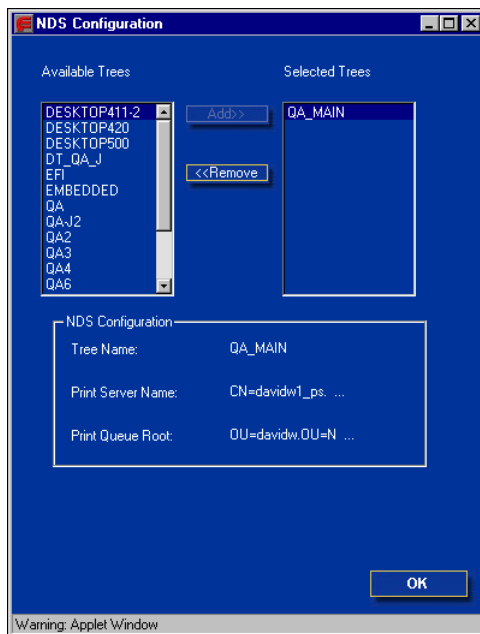 NDS Configuration
Available Trees
Selected Trees
DESKTOP411-2
DESKTOP420
DESKTOP500
DT_QA_J
EFI
EMBEDDED
QA
QA-J2
QA2
QA3
QA4
QA6
Add>>
<<Remove
QA_MAIN
NDS Configuration
Tree Name: QA_MAIN
Print Server Name: CN=davidw1_ps. ...
Print Queue Root: OU=davidw.OU=N ...
OK
Warning: Applet Window